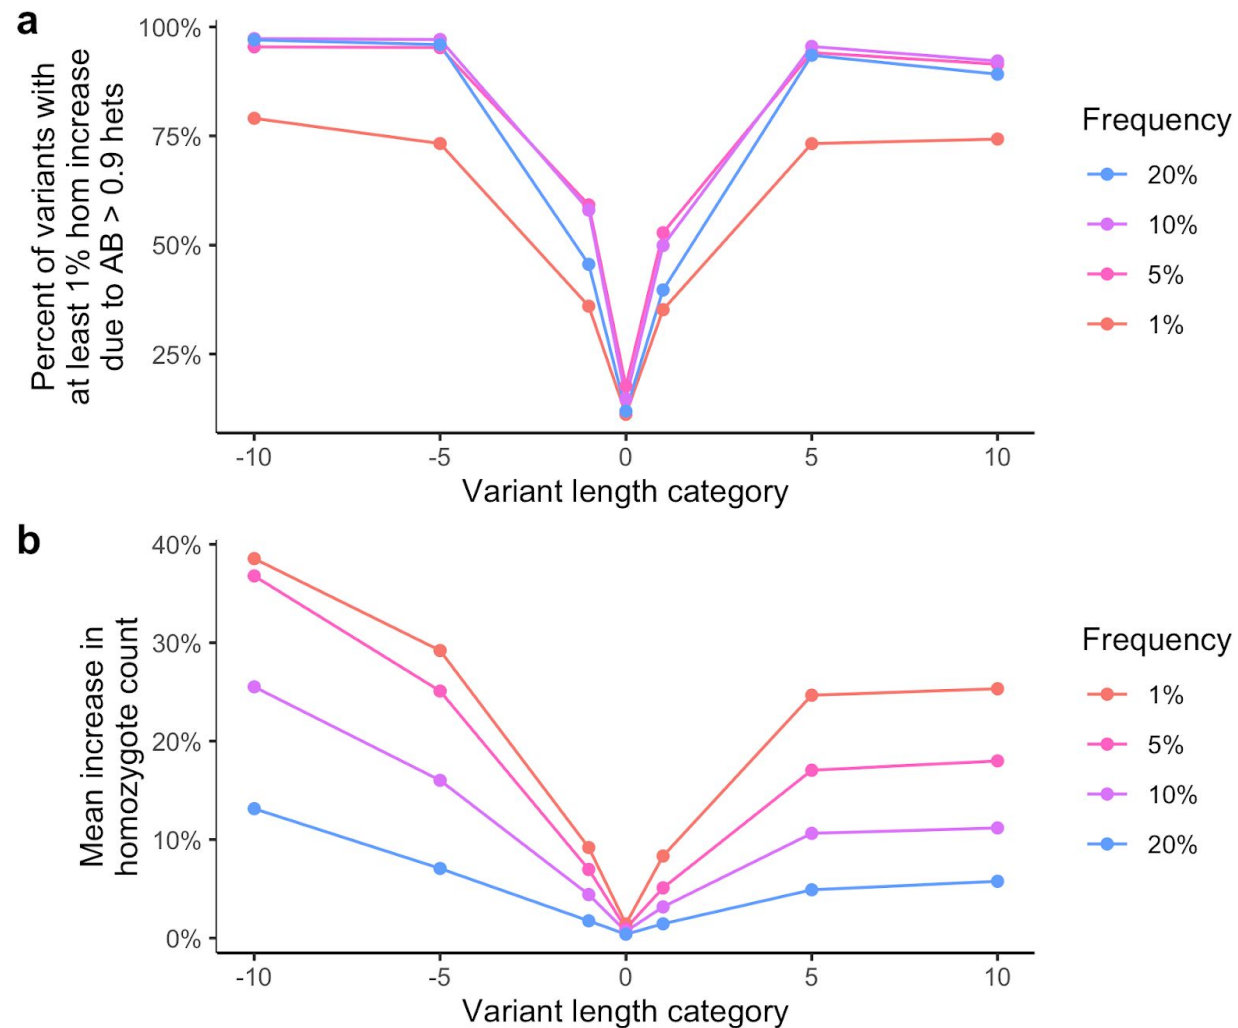 a
Percent of variants with
at least 1% hom increase
due to AB > 0.9 hets
100%
75%
50%
25%
-10 -5 0 5 10
Variant length category
Frequency
20%
10%
5%
1%
b
Mean increase in
homozygote count
40%
30%
20%
10%
0%
-10 -5 0 5 10
Variant length category
Frequency
1%
5%
10%
20%